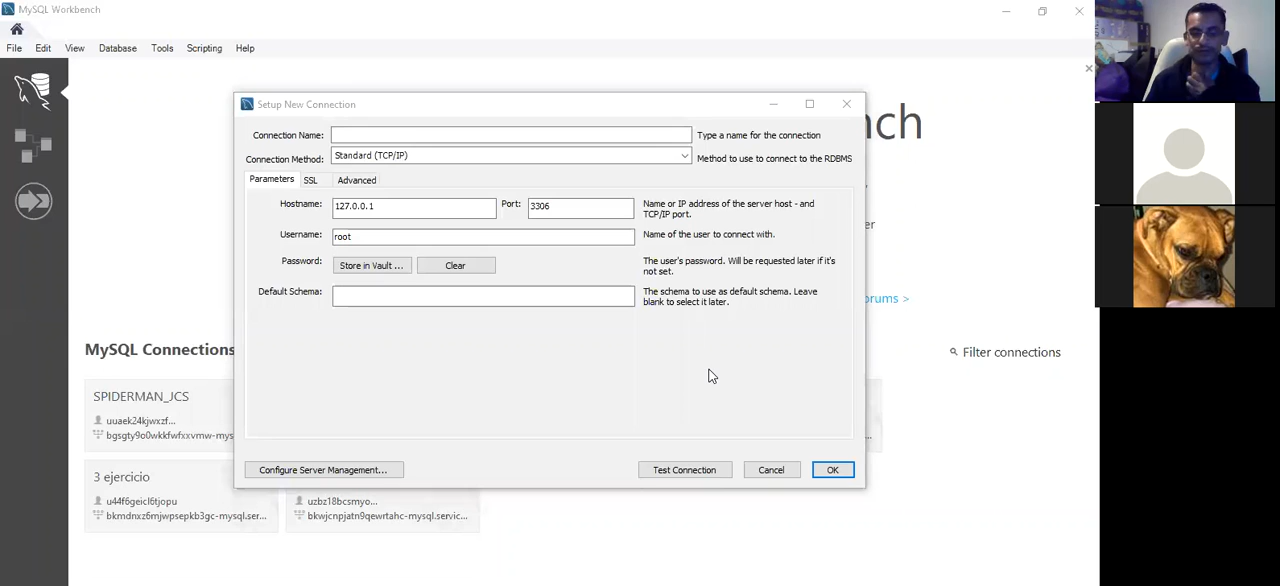 MySQL Workbench
File Edit View Database Tools Scripting Help
Setup New Connection
nch
Connection Name: Type a name for the connection
Connection Method: Standard (TCP/IP) Method to use to connect to the RDBMS
Parameters SSL Advanced
Hostname: 127.0.0.1 Port: 3306 Name or IP address of the server host - and
TCP/IP port.
er
Username: root Name of the user to connect with.
Password: Store in Vault ... Clear The user's password. Will be requested later if it's
not set.
Default Schema: The schema to use as default schema. Leave
blank to select it later.
orums >
MySQL Connections
Filter connections
SPIDERMAN_JCS
uuaek24kjwxzf...
bgsgty9o0wkkfwfxxvmw-mys
...
Configure Server Management... Test Connection Cancel OK
3 ejercicio
u44f6geicl6tjopu uzbz18bcsmyo...
bkmdnxz6mjwpsepkb3gc-mysql.ser... bkwjcnpjatn9qewrtahc-mysql.servic...